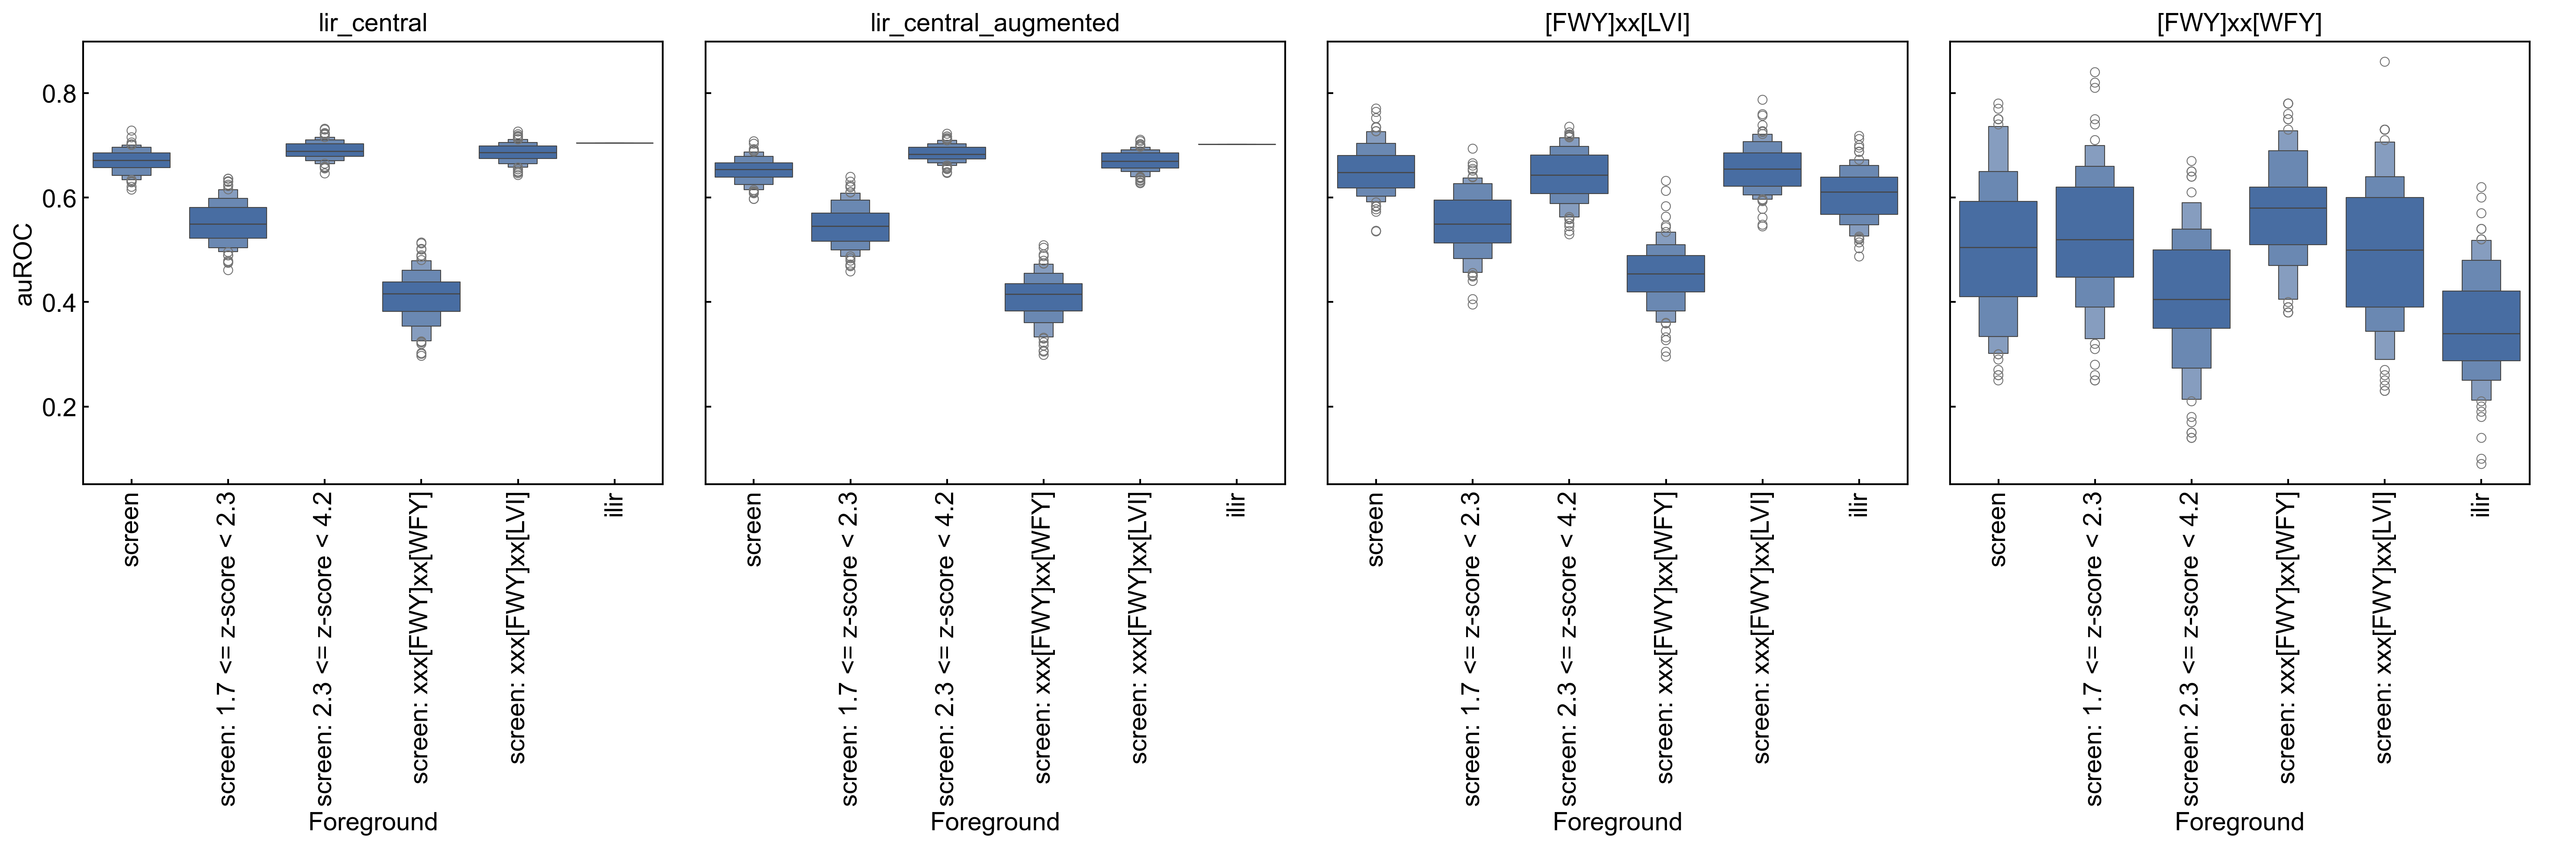 lir_central
lir_central_augmented
[FWY]xx[LVI]
[FWY]xx[WFY]
auROC
0.8
0.6
0.4
0.2
screen
screen: 1.7 <= z-score < 2.3
screen: 2.3 <= z-score < 4.2
screen: xxx[FWY]xx[WFY]
screen: xxx[FWY]xx[LVI]
ilir
Foreground
screen
screen: 1.7 <= z-score < 2.3
screen: 2.3 <= z-score < 4.2
screen: xxx[FWY]xx[WFY]
screen: xxx[FWY]xx[LVI]
ilir
Foreground
screen
screen: 1.7 <= z-score < 2.3
screen: 2.3 <= z-score < 4.2
screen: xxx[FWY]xx[WFY]
screen: xxx[FWY]xx[LVI]
ilir
Foreground
screen
screen: 1.7 <= z-score < 2.3
screen: 2.3 <= z-score < 4.2
screen: xxx[FWY]xx[WFY]
screen: xxx[FWY]xx[LVI]
ilir
Foreground